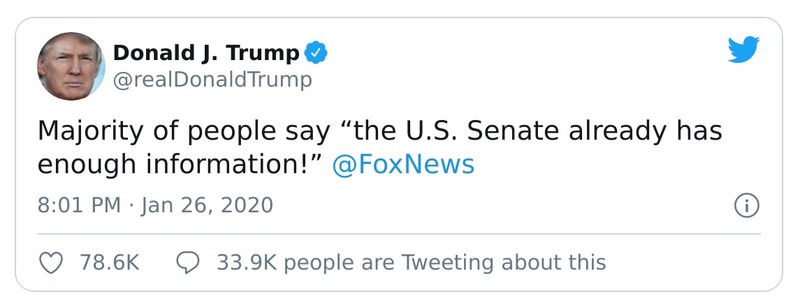 Donald J. Trump
@realDonaldTrump
Majority of people say “the U.S. Senate already has
enough information!” @FoxNews
8:01 PM · Jan 26, 2020
78.6K 33.9K people are Tweeting about this